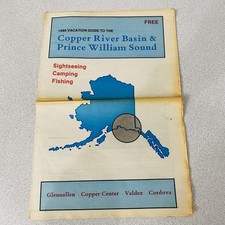 FREE
1988 VACATION GUIDE TO THE
Copper River Basin &
Prince William Sound
Sightseeing
Camping
Fishing
Glennallen Copper Center Valdez Cordova